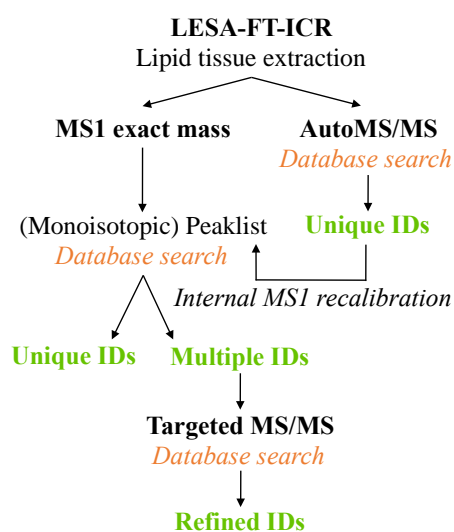 LESA-FT-ICR
Lipid tissue extraction
MS1 exact mass
AutoMS/MS
Database search
(Monoisotopic) Peaklist
Unique IDs
Database search
Internal MS1 recalibration
Unique IDs
Multiple IDs
Targeted MS/MS
Database search
Refined IDs